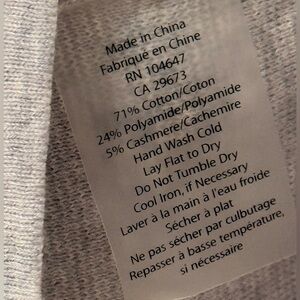 Made in China
Fabriqué en Chine
RN 104647
CA 29673
71% Cotton/Coton
24% Polyamide/Polyamide
5% Cashmere/Cachemire
Hand Wash Cold
Lay Flat to Dry
Do Not Tumble Dry
Cool Iron, if Necessary
Laver à la main à l'eau froide
Sécher à plat
Ne pas sécher par culbutage
Repasser à basse température,
si nécessaire